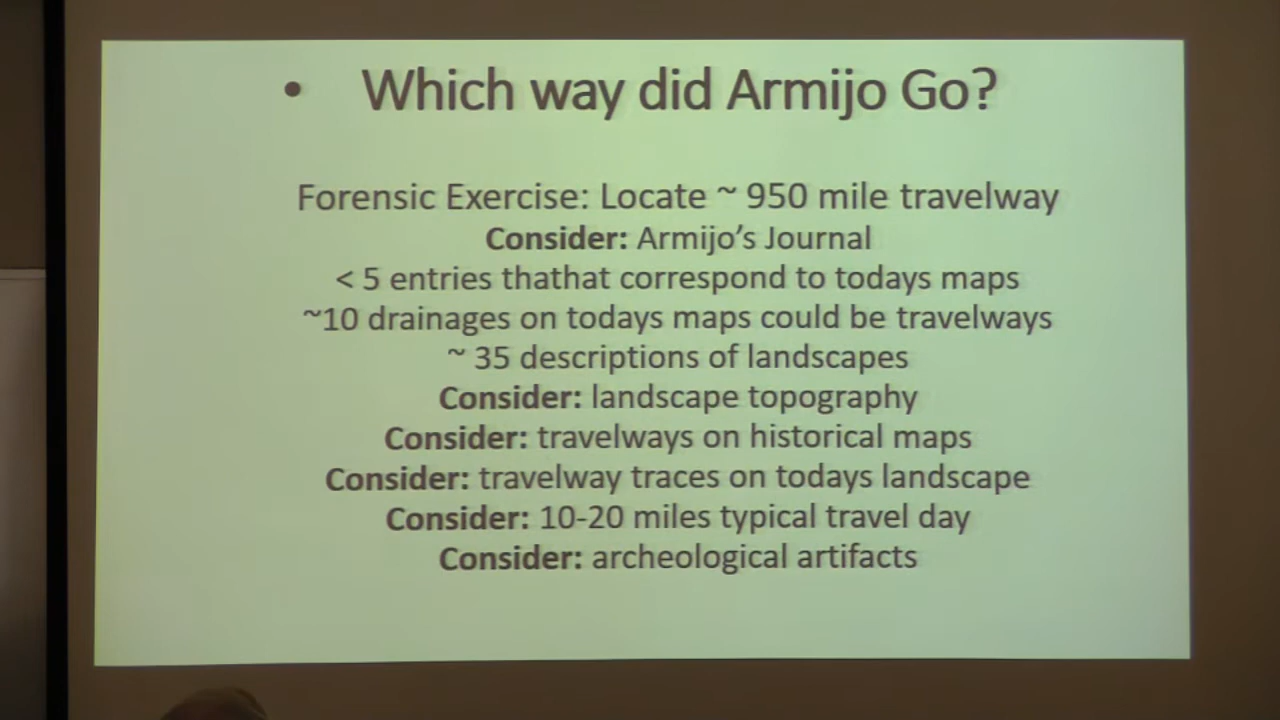 • Which way did Armijo Go?
Forensic Exercise: Locate ~ 950 mile travelway
Consider: Armijo’s Journal
< 5 entries thathat correspond to todays maps
~10 drainages on todays maps could be travelways
~ 35 descriptions of landscapes
Consider: landscape topography
Consider: travelways on historical maps
Consider: travelway traces on todays landscape
Consider: 10-20 miles typical travel day
Consider: archeological artifacts